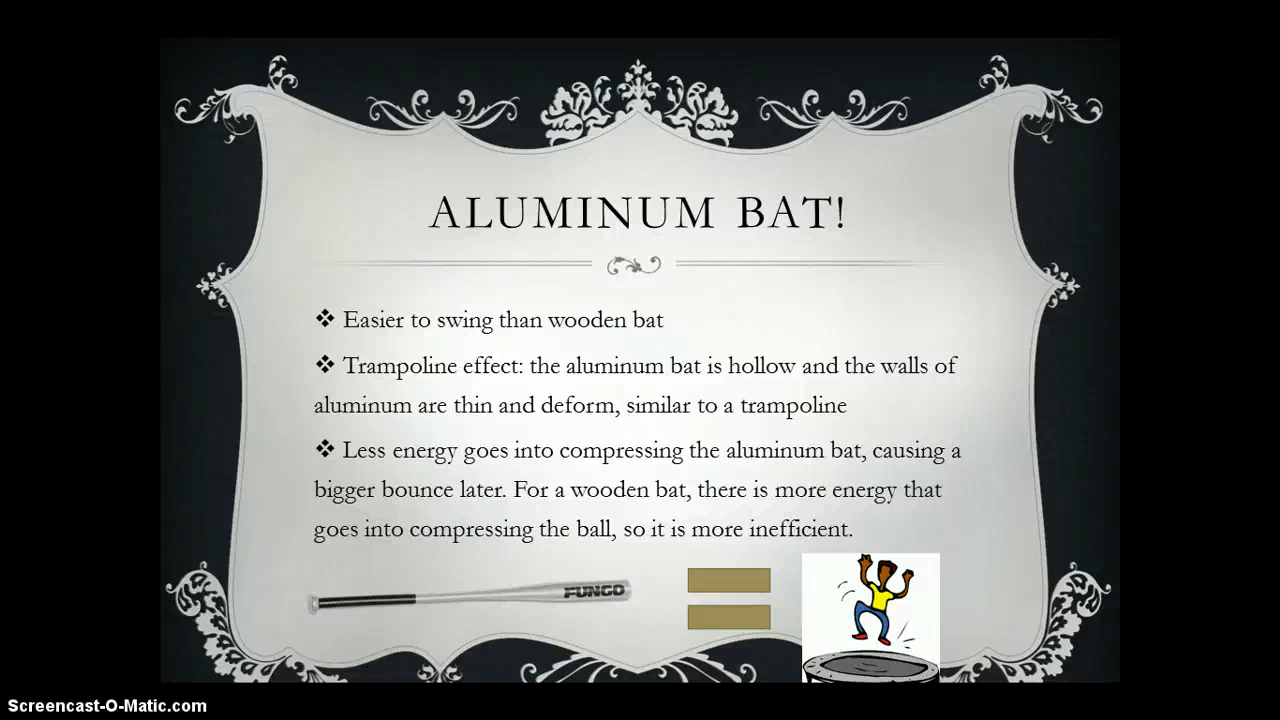 ALUMINUM BAT!
❖ Easier to swing than wooden bat
❖ Trampoline effect: the aluminum bat is hollow and the walls of
aluminum are thin and deform, similar to a trampoline
❖ Less energy goes into compressing the aluminum bat, causing a
bigger bounce later. For a wooden bat, there is more energy that
goes into compressing the ball, so it is more inefficient.
FUNGO
Screencast-O-Matic.com